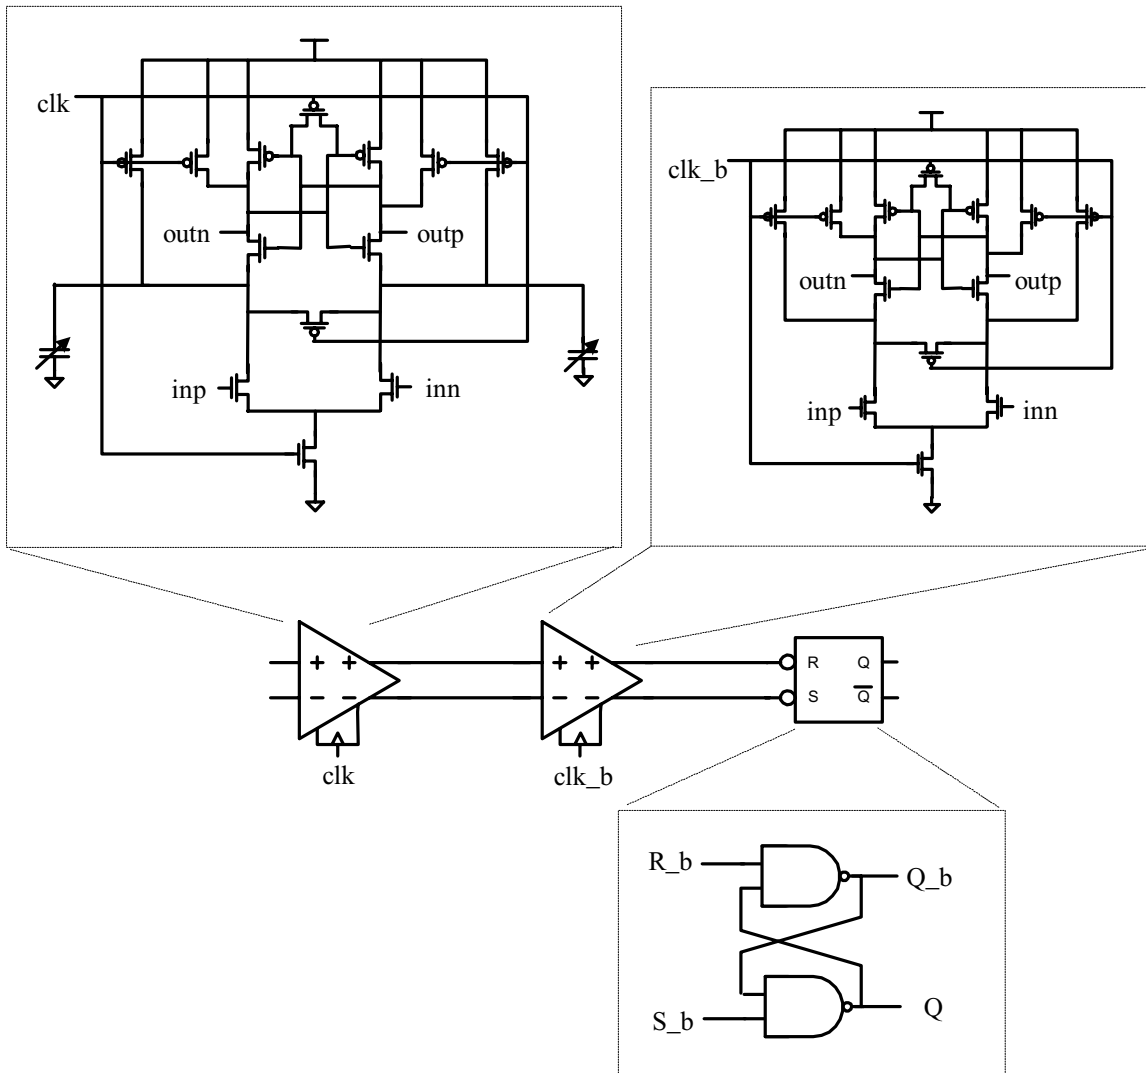 clk
outn
outp
inp
inn
clk_b
outn
outp
inp
inn
+ +
- -
clk
+ +
- -
clk_b
R Q
S Q̅
R_b
Q_b
S_b
Q